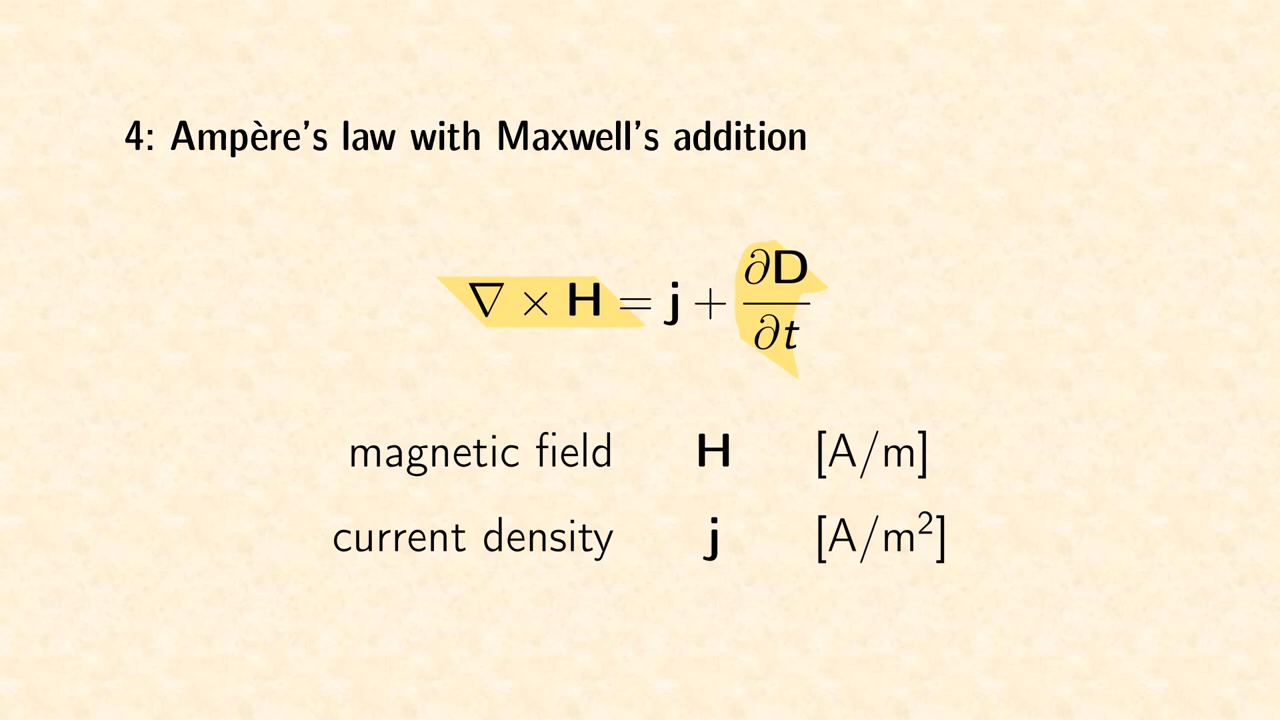 4: Ampère's law with Maxwell's addition
∇ × H = j + ∂D/∂t
magnetic field H [A/m]
current density j [A/m²]